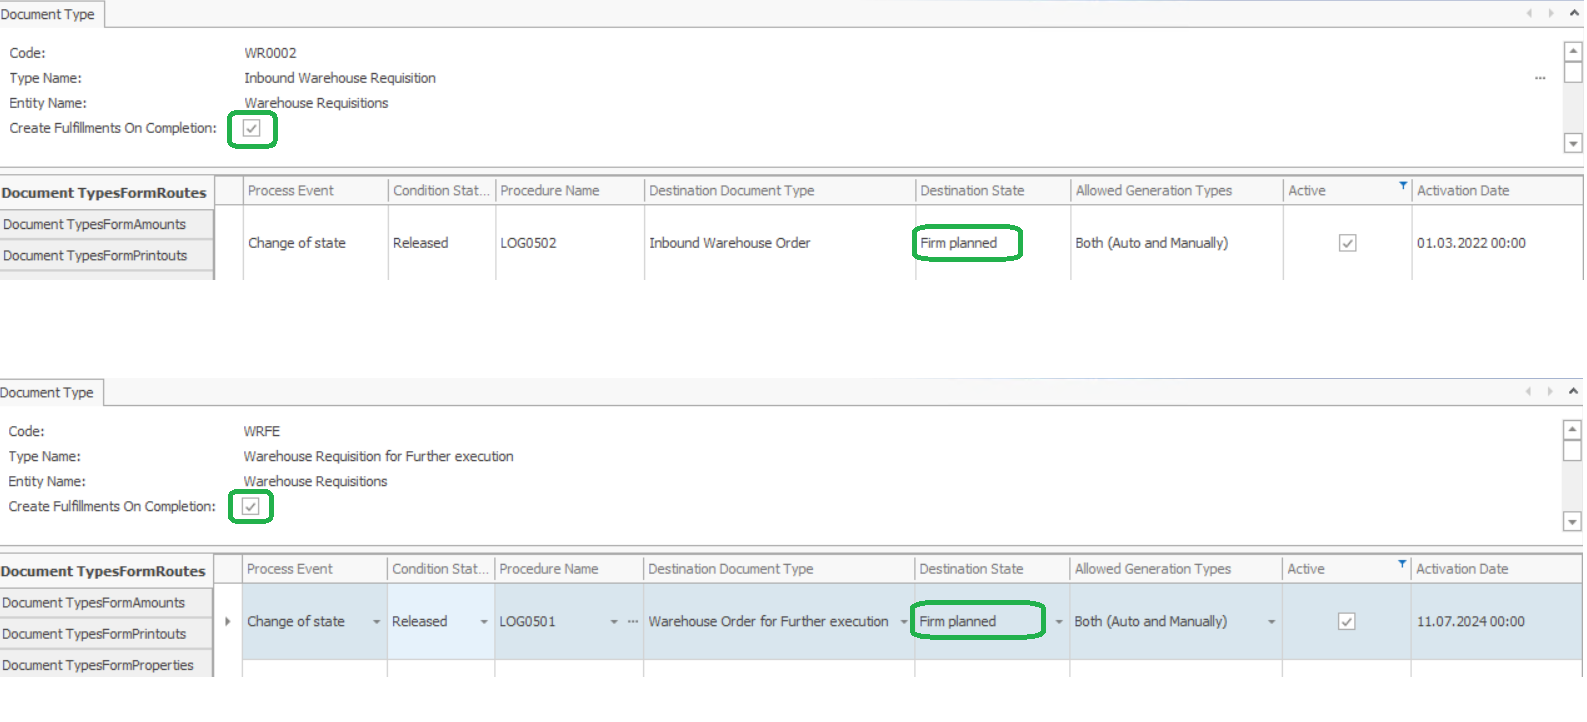 Document Type
Code: WR0002
Type Name: Inbound Warehouse Requisition ...
Entity Name: Warehouse Requisitions
Create Fulfillments On Completion:
Document TypesFormRoutes Process Event Condition Stat... Procedure Name Destination Document Type Destination State Allowed Generation Types Active Activation Date
Document TypesFormAmounts
Change of state Released LOG0502 Inbound Warehouse Order Firm planned Both (Auto and Manually) 01.03.2022 00:00
Document TypesFormPrintouts
Document Type
Code: WRFE
Type Name: Warehouse Requisition for Further execution
Entity Name: Warehouse Requisitions
Create Fulfillments On Completion:
Document TypesFormRoutes Process Event Condition Stat... Procedure Name Destination Document Type Destination State Allowed Generation Types Active Activation Date
Document TypesFormAmounts
Change of state Released LOG0501 ... Warehouse Order for Further execution Firm planned Both (Auto and Manually) 11.07.2024 00:00
Document TypesFormPrintouts
Document TypesFormProperties